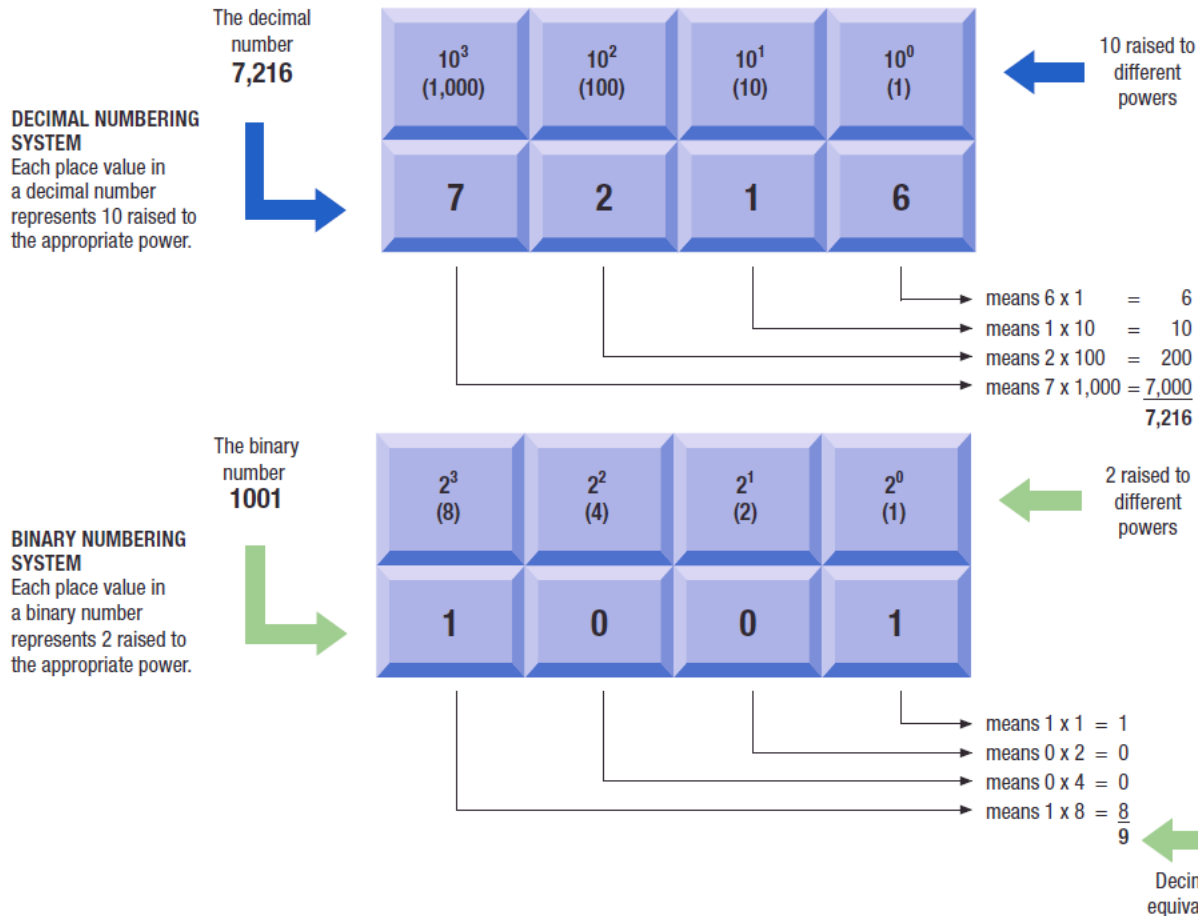 The decimal
number
7,216
DECIMAL NUMBERING
SYSTEM
Each place value in
a decimal number
represents 10 raised to
the appropriate power.
10³ 10² 10¹ 10⁰
(1,000) (100) (10) (1)
7 2 1 6
10 raised to
different
powers
means 6 x 1 = 6
means 1 x 10 = 10
means 2 x 100 = 200
means 7 x 1,000 = 7,000
7,216
The binary
number
1001
BINARY NUMBERING
SYSTEM
Each place value in
a binary number
represents 2 raised to
the appropriate power.
2³ 2² 2¹ 2⁰
(8) (4) (2) (1)
1 0 0 1
2 raised to
different
powers
means 1 x 1 = 1
means 0 x 2 = 0
means 0 x 4 = 0
means 1 x 8 = 8
9